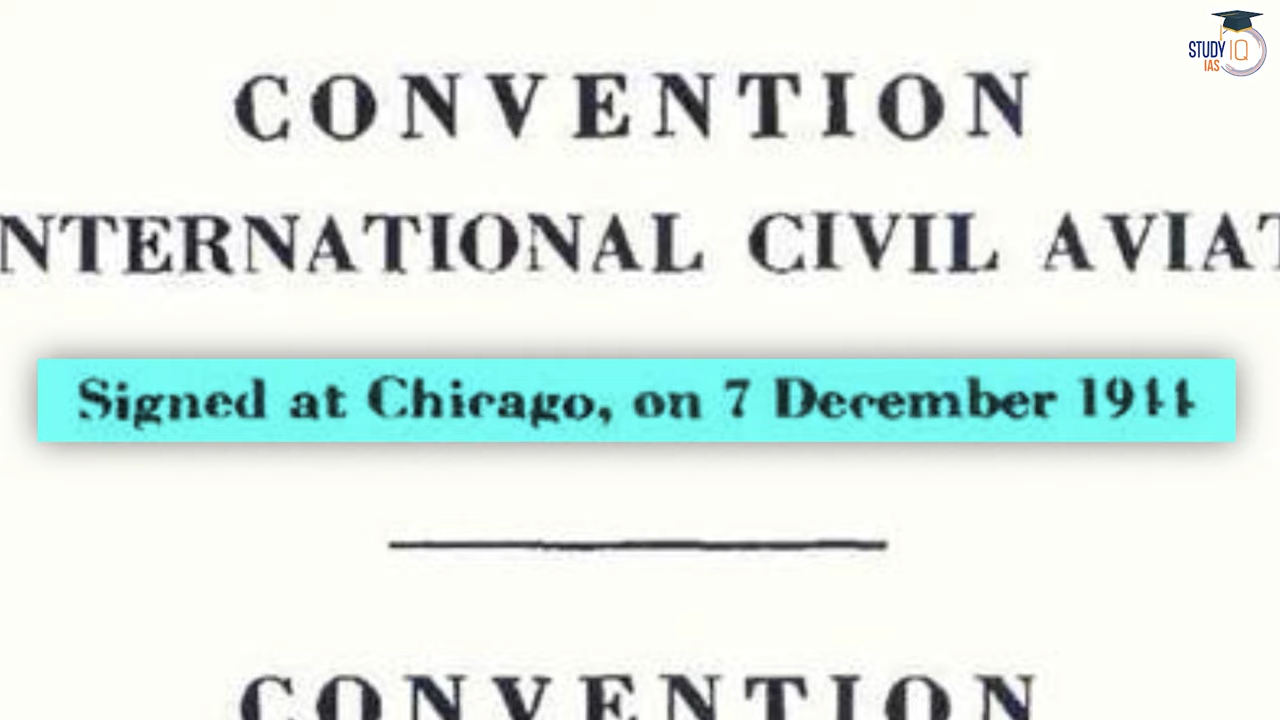 STUDY IQ
IAS
CONVENTION
NTERNATIONAL CIVIL AVIAT
Signed at Chicago, on 7 December 1944
CONVENTION